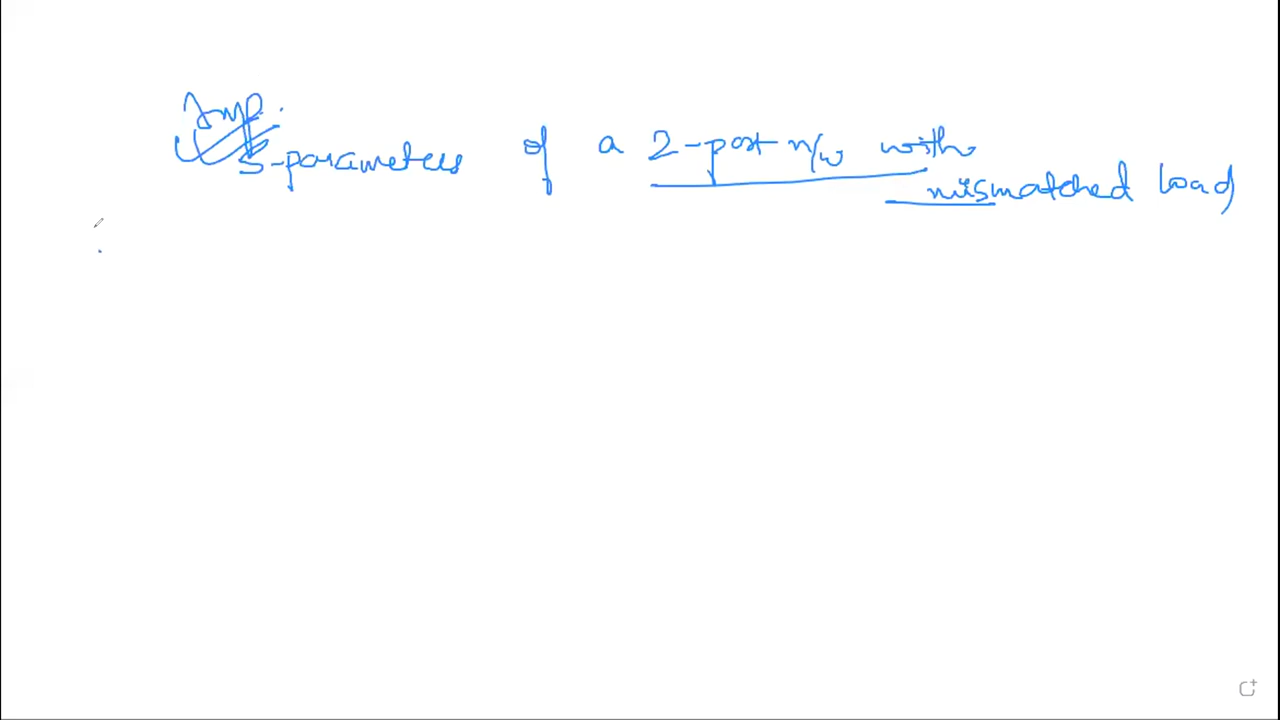 Imp.
S-parameters of a 2-port n/w with
mismatched load